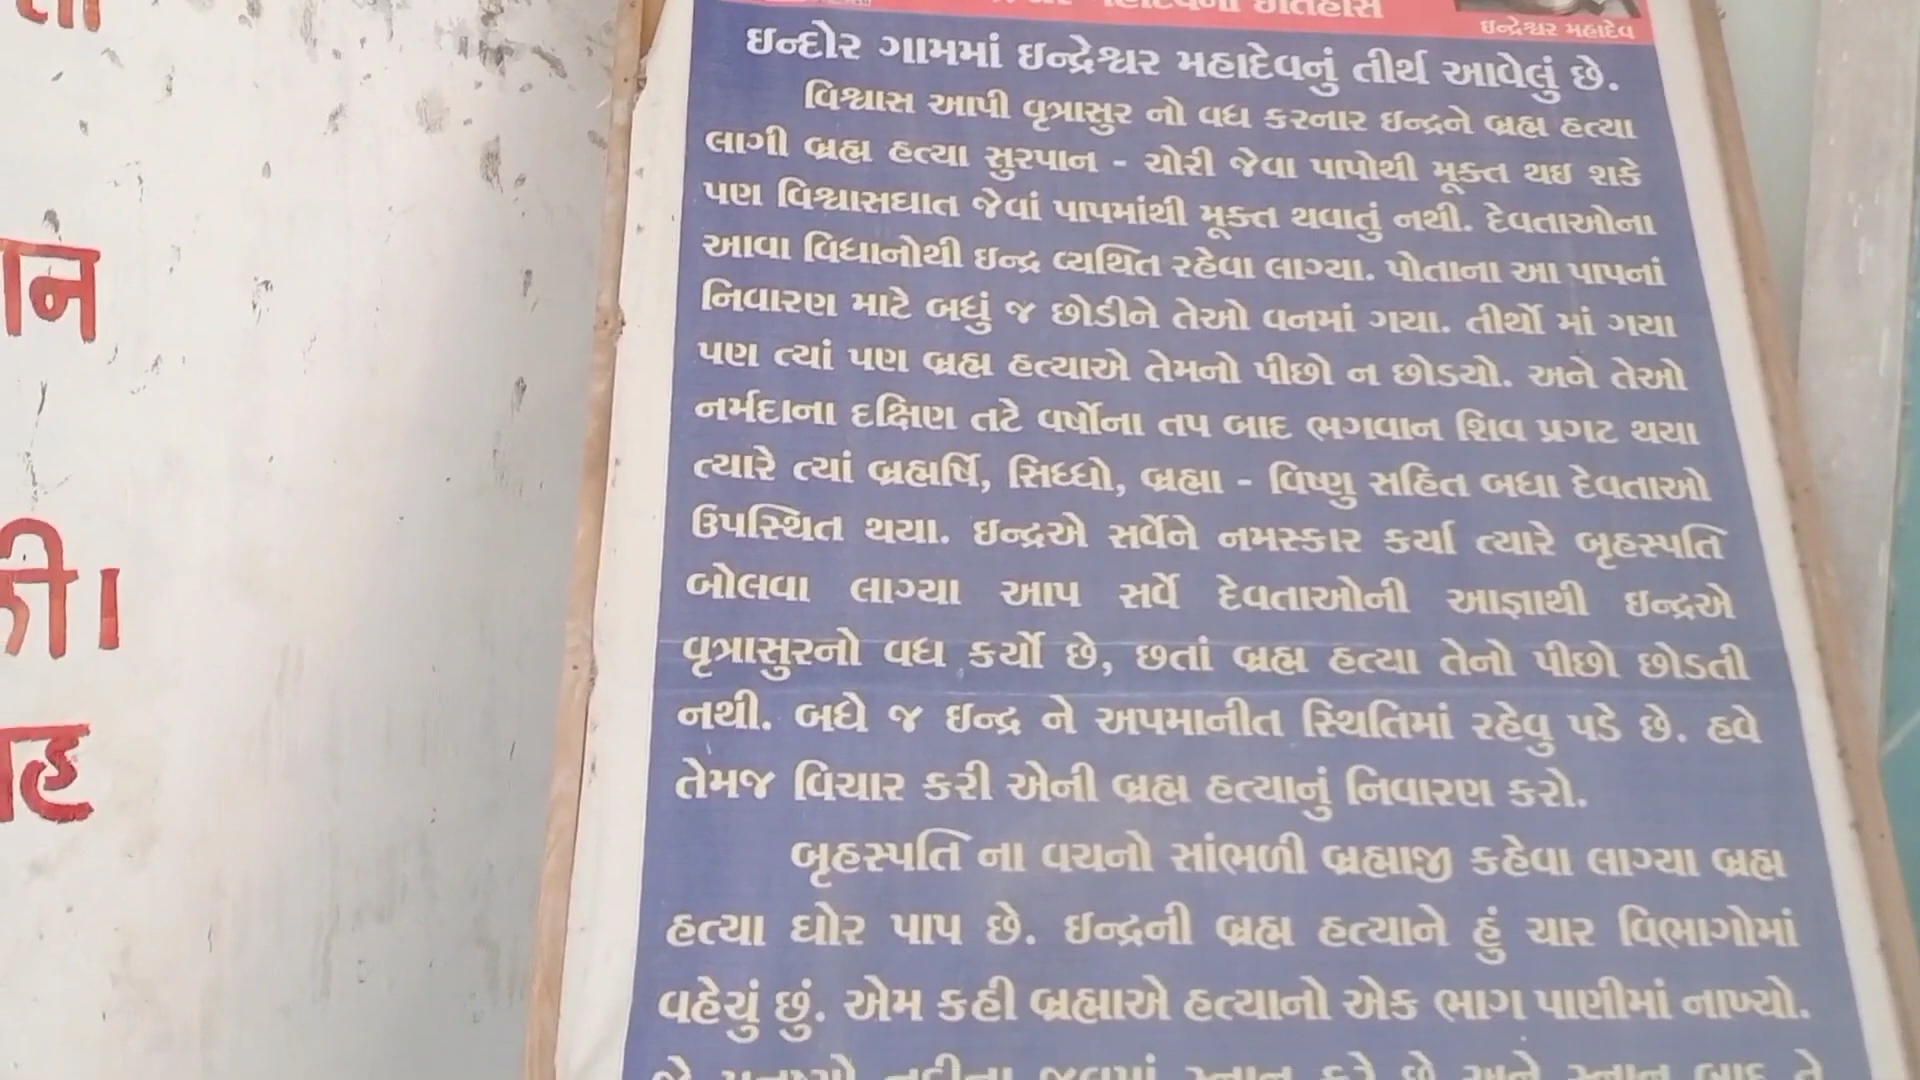 ઇન્દ્રેશ્વર મહાદેવ
ઇન્દોર ગામમાં ઇન્દ્રેશ્વર મહાદેવનું તીર્થ આવેલું છે.
વિશ્વાસ આપી વૃત્રાસુર નો વધ કરનાર ઇન્દ્રને બ્રહ્મ હત્યા
લાગી બ્રહ્મ હત્યા સુરપાન - ચોરી જેવા પાપોથી મૂક્ત થઇ શકે
પણ વિશ્વાસઘાત જેવાં પાપમાંથી મૂક્ત થવાતું નથી. દેવતાઓના
આવા વિધાનોથી ઇન્દ્ર વ્યથિત રહેવા લાગ્યા. પોતાના આ પાપનાં
નિવારણ માટે બધું જ છોડીને તેઓ વનમાં ગયા. તીર્થો માં ગયા
પણ ત્યાં પણ બ્રહ્મ હત્યાએ તેમનો પીછો ન છોડયો. અને તેઓ
નર્મદાના દક્ષિણ તટે વર્ષોના તપ બાદ ભગવાન શિવ પ્રગટ થયા
ત્યારે ત્યાં બ્રહ્મર્ષિ, સિધ્ધો, બ્રહ્મા - વિષ્ણુ સહિત બધા દેવતાઓ
ઉપસ્થિત થયા. ઇન્દ્રએ સર્વેને નમસ્કાર કર્યા ત્યારે બૃહસ્પતિ
બોલવા લાગ્યા આપ સર્વે દેવતાઓની આજ્ઞાથી ઇન્દ્રએ
વૃત્રાસુરનો વધ કર્યો છે, છતાં બ્રહ્મ હત્યા તેનો પીછો છોડતી
નથી. બધે જ ઇન્દ્ર ને અપમાનીત સ્થિતિમાં રહેવુ પડે છે. હવે
તેમજ વિચાર કરી એની બ્રહ્મ હત્યાનું નિવારણ કરો.
બૃહસ્પતિ ના વચનો સાંભળી બ્રહ્માજી કહેવા લાગ્યા બ્રહ્મ
હત્યા ઘોર પાપ છે. ઇન્દ્રની બ્રહ્મ હત્યાને હું ચાર વિભાગોમાં
વહેચું છું. એમ કહી બ્રહ્માએ હત્યાનો એક ભાગ પાણીમાં નાખ્યો.